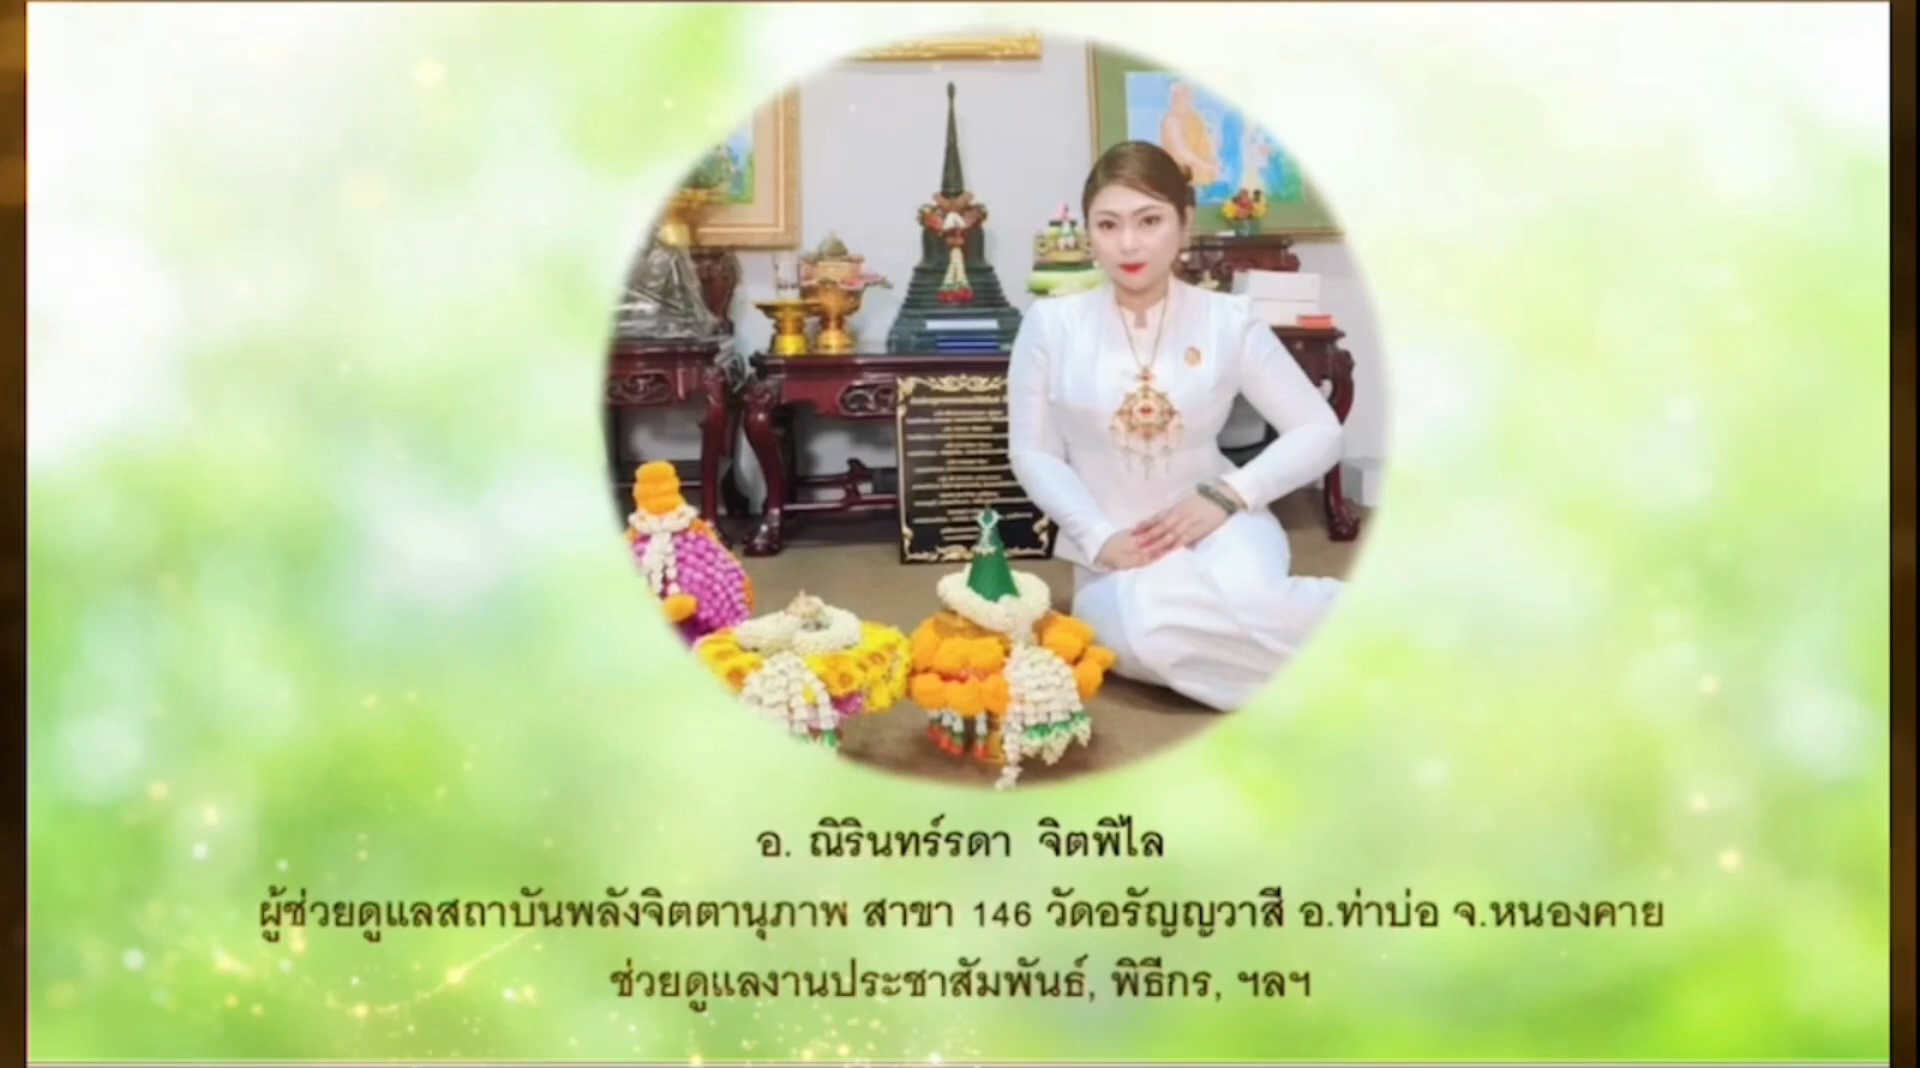 อ. ณิรินทร์รดา จิตพิไล
ผู้ช่วยดูแลสถาบันพลังจิตตานุภาพ สาขา 146 วัดอรัญญวาสี อ.ท่าบ่อ จ.หนองคาย
ช่วยดูแลงานประชาสัมพันธ์, พิธีกร, ฯลฯ